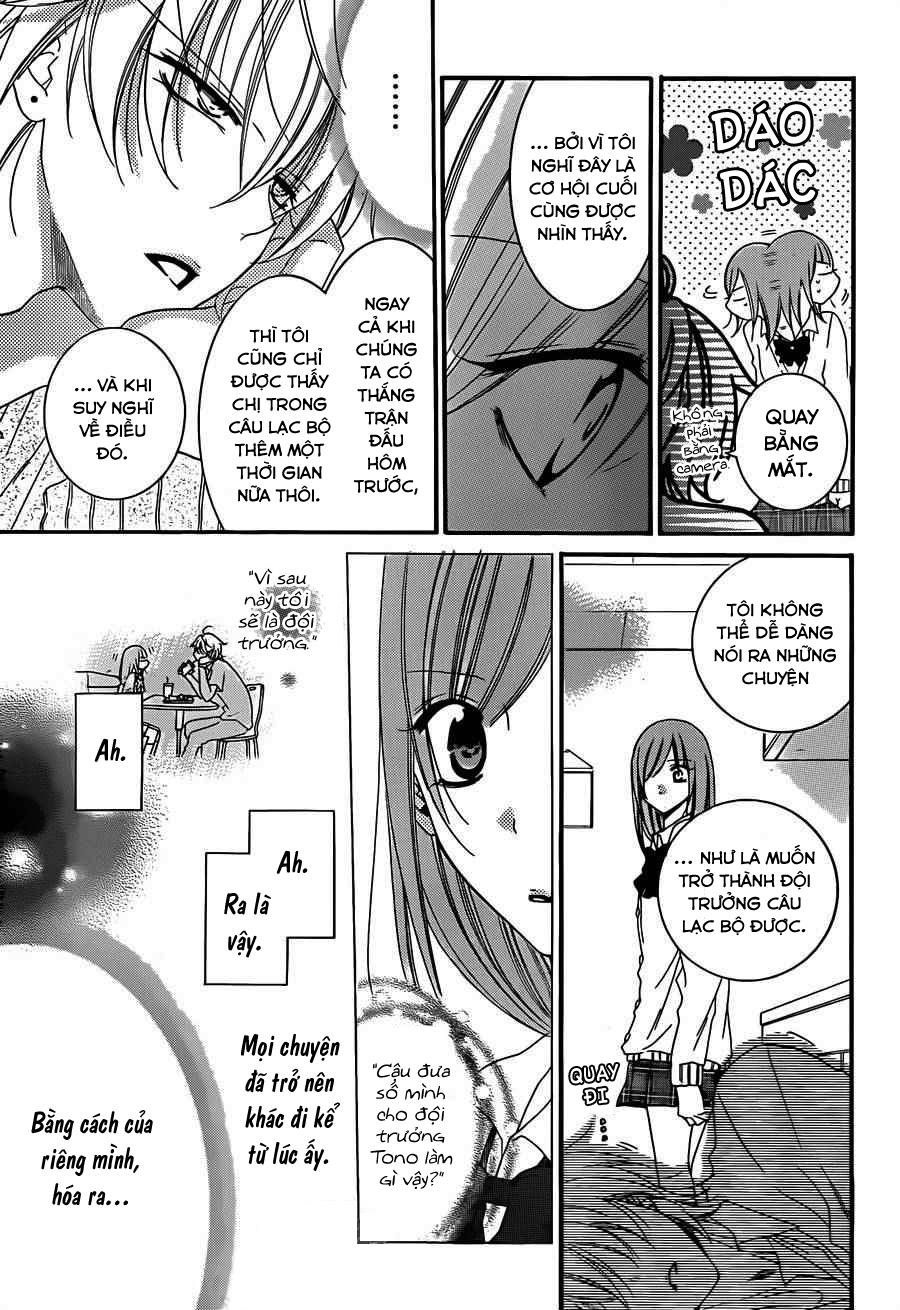 DÁO
DÁC
QUAY
BẰNG
MẮT.
Không
phải
bằng
camera.
... BỞI VÌ TÔI
NGHĨ ĐÂY LÀ
CƠ HỘI CUỐI
CÙNG ĐƯỢC
NHÌN THẤY.
......
NGAY
CẢ KHI
CHÚNG
TA CÓ
THẮNG
TRẬN
ĐẤU
HÔM
TRƯỚC,
THÌ TÔI
CŨNG CHỈ
ĐƯỢC THẤY
CHỊ TRONG
CÂU LẠC BỘ
THÊM MỘT
THỜI GIAN
NỮA THÔI.
... VÀ KHI
SUY NGHĨ
VỀ ĐIỀU
ĐÓ.
TÔI KHÔNG
THỂ DỄ DÀNG
NÓI RA NHỮNG
CHUYỆN
... NHƯ LÀ MUỐN
TRỞ THÀNH ĐỘI
TRƯỞNG CÂU
LẠC BỘ ĐƯỢC.
QUAY
ĐI
...
"Vì sau
này tôi
sẽ là đội
trưởng."
Ah.
Ah.
Ra là
vậy.
"Cậu đưa
số mình
cho đội
trưởng
Tono làm
gì vậy?"
Mọi chuyện
đã trở nên
khác đi kể
từ lúc ấy.
Bằng cách của
riêng mình,
hóa ra...